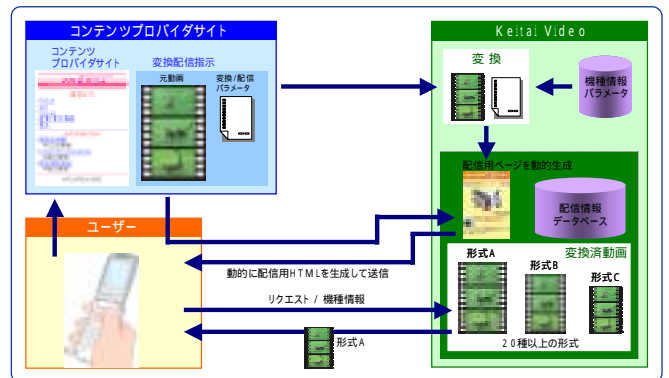 コンテンツプロバイダサイト
コンテンツ
プロバイダサイト
変換配信指示
元動画
変換/配信
パラメータ
Keitai Video
変 換
機種情報
パラメータ
配信用ページを動的生成
配信情報
データベース
ユーザー
動的に配信用HTMLを生成して送信
リクエスト / 機種情報
形式A
変換済動画
形式A
形式B
形式C
20種以上の形式